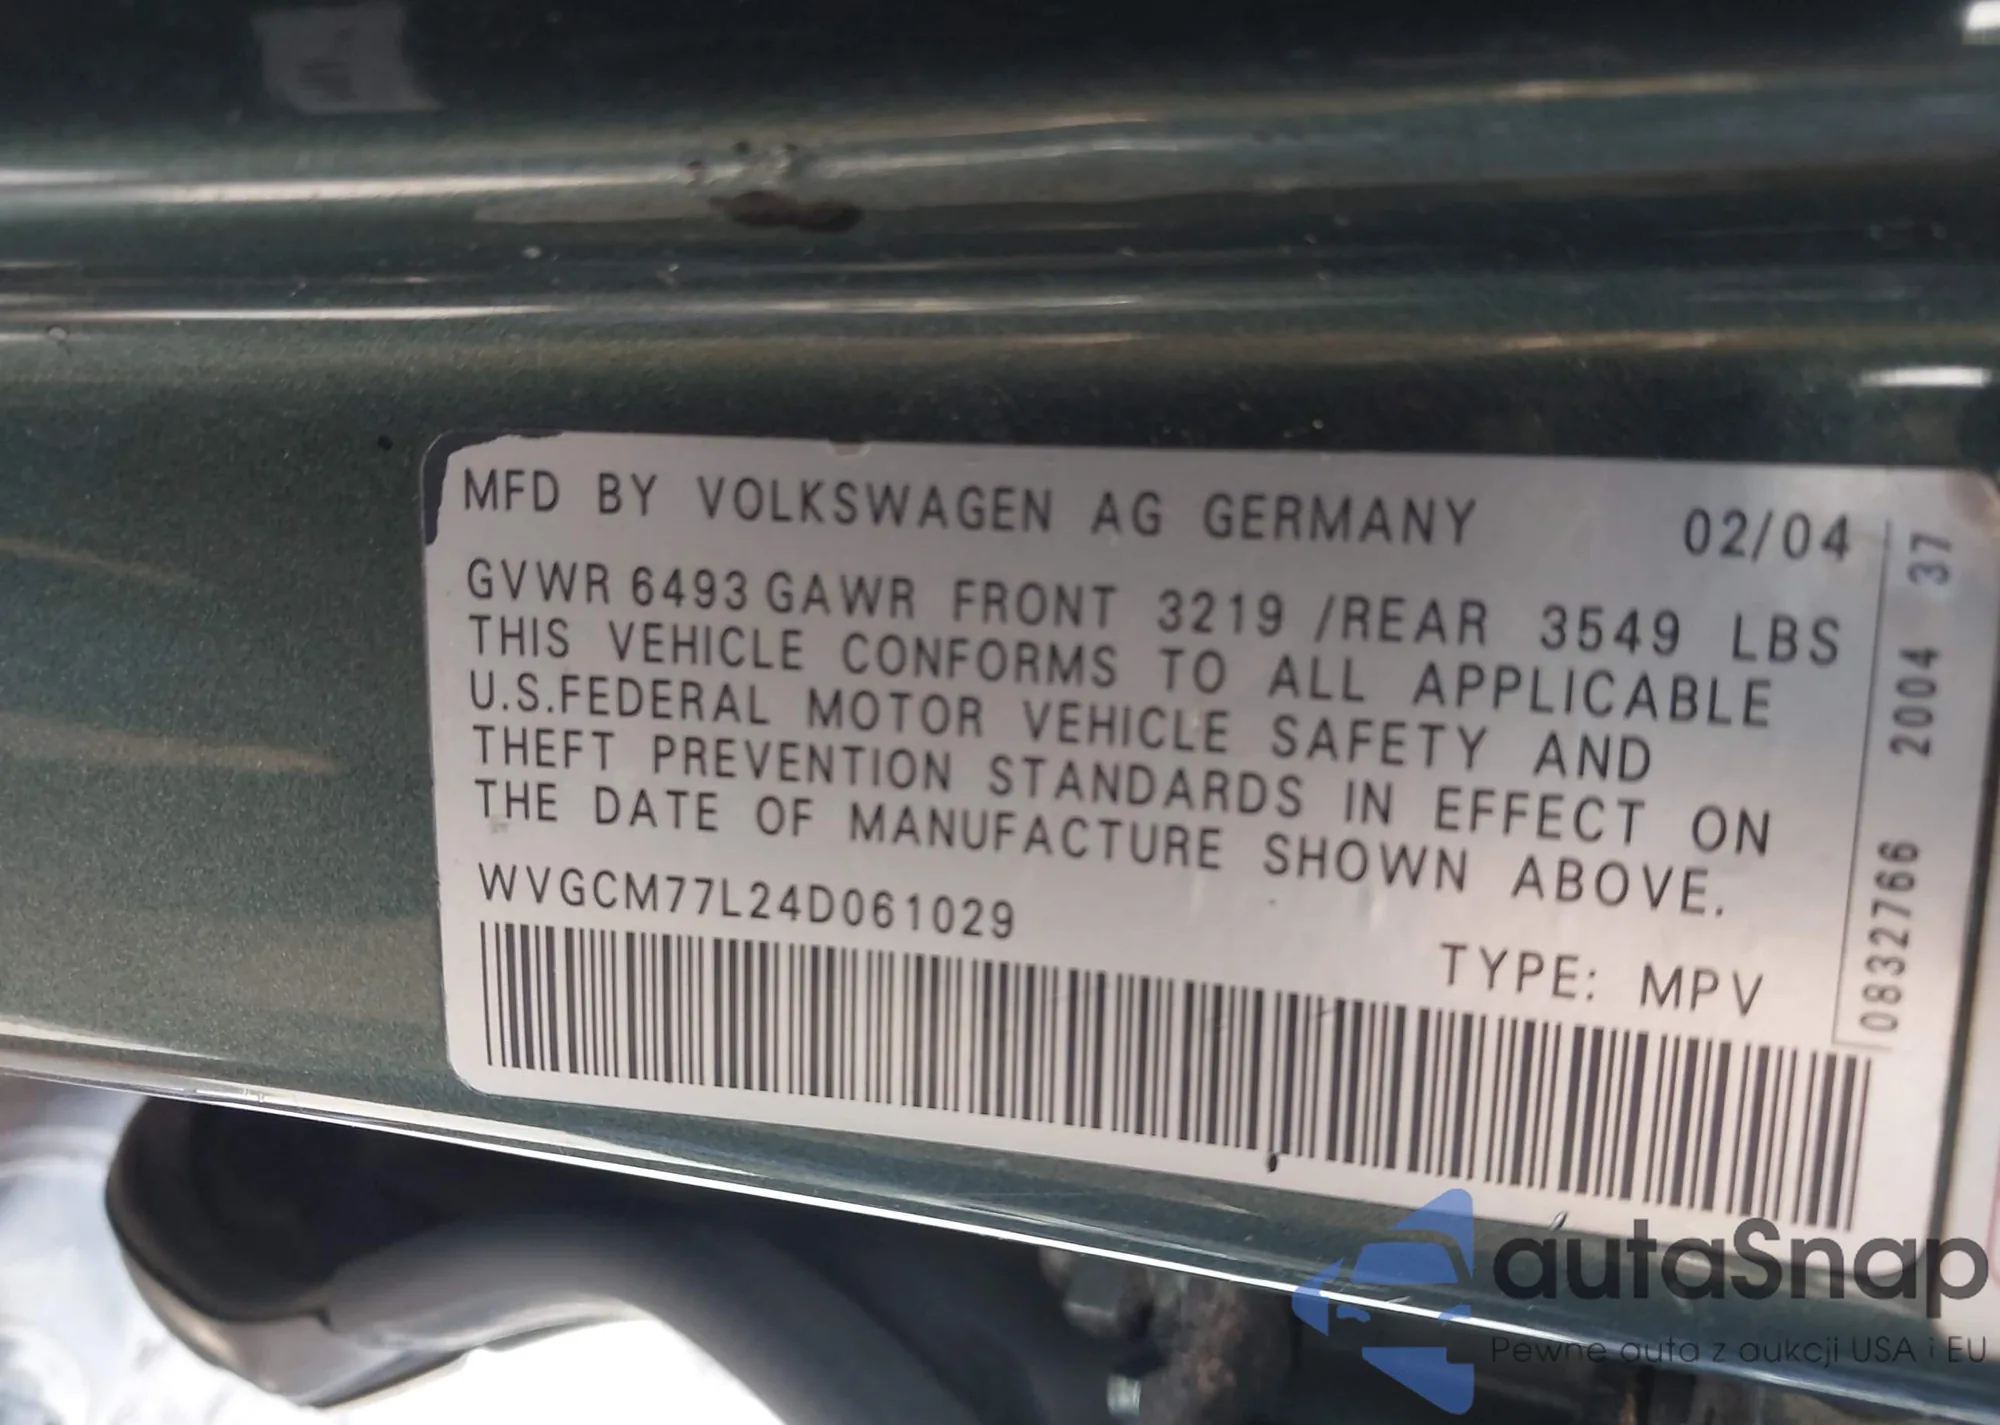 MFD BY VOLKSWAGEN AG GERMANY 02/04
GVWR 6493 GAWR FRONT 3219 /REAR 3549 LBS
THIS VEHICLE CONFORMS TO ALL APPLICABLE
U.S.FEDERAL MOTOR VEHICLE SAFETY AND
THEFT PREVENTION STANDARDS IN EFFECT ON
THE DATE OF MANUFACTURE SHOWN ABOVE.
WVGCM77L24D061029
TYPE: MPV
08327766 2004 37
autaSnap
Pewne auta z aukcji USA i EU